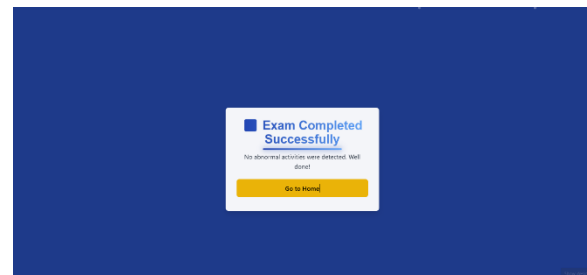 Exam Completed
Successfully
No abnormal activities were detected. Well
done!
Go to Home